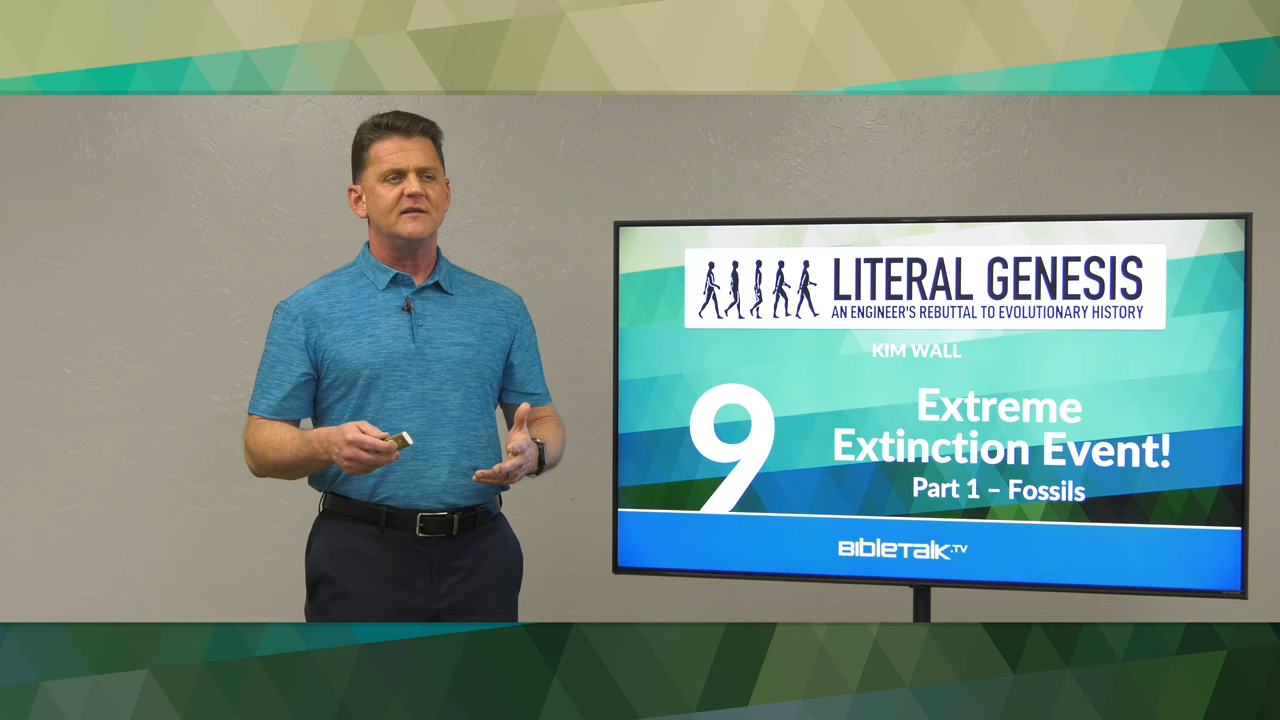 LITERAL GENESIS
AN ENGINEER'S REBUTTAL TO EVOLUTIONARY HISTORY
KIM WALL
9
Extreme
Extinction Event!
Part 1 – Fossils
BIBLETALK.TV